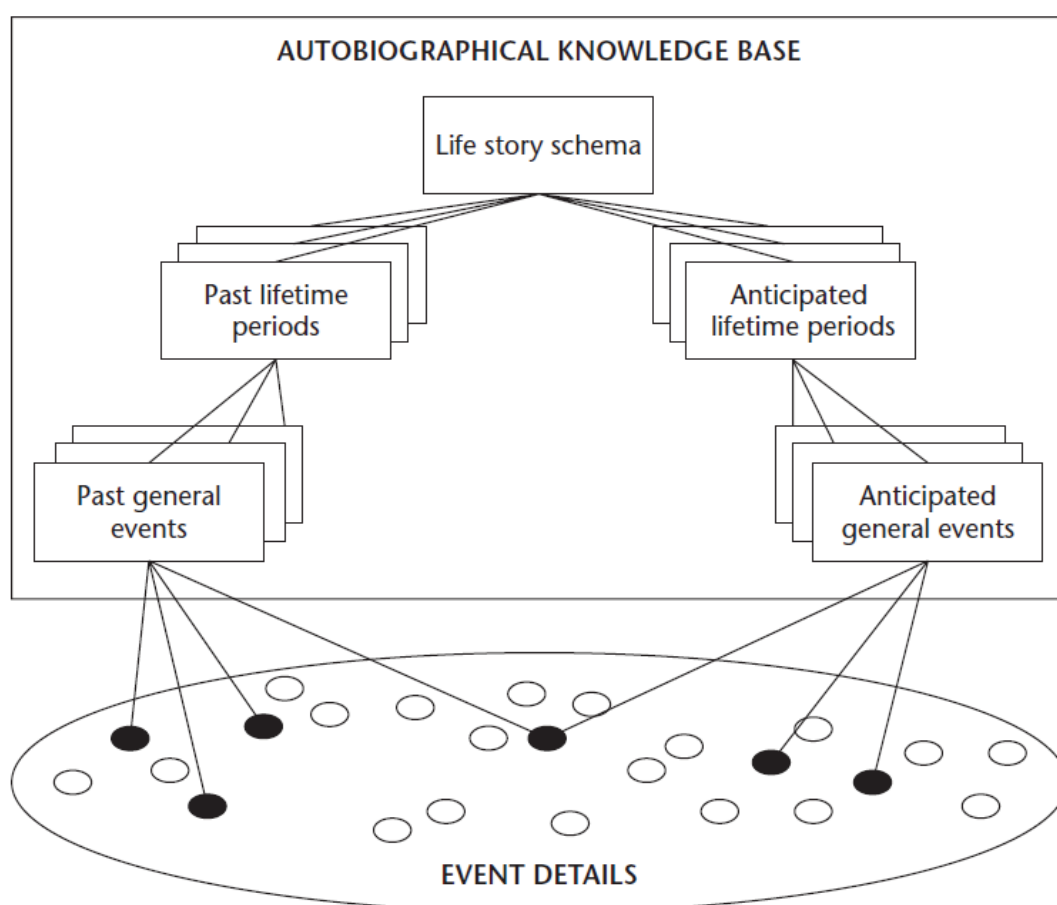 AUTOBIOGRAPHICAL KNOWLEDGE BASE
Life story schema
Past lifetime
periods
Anticipated
lifetime periods
Past general
events
Anticipated
general events
EVENT DETAILS